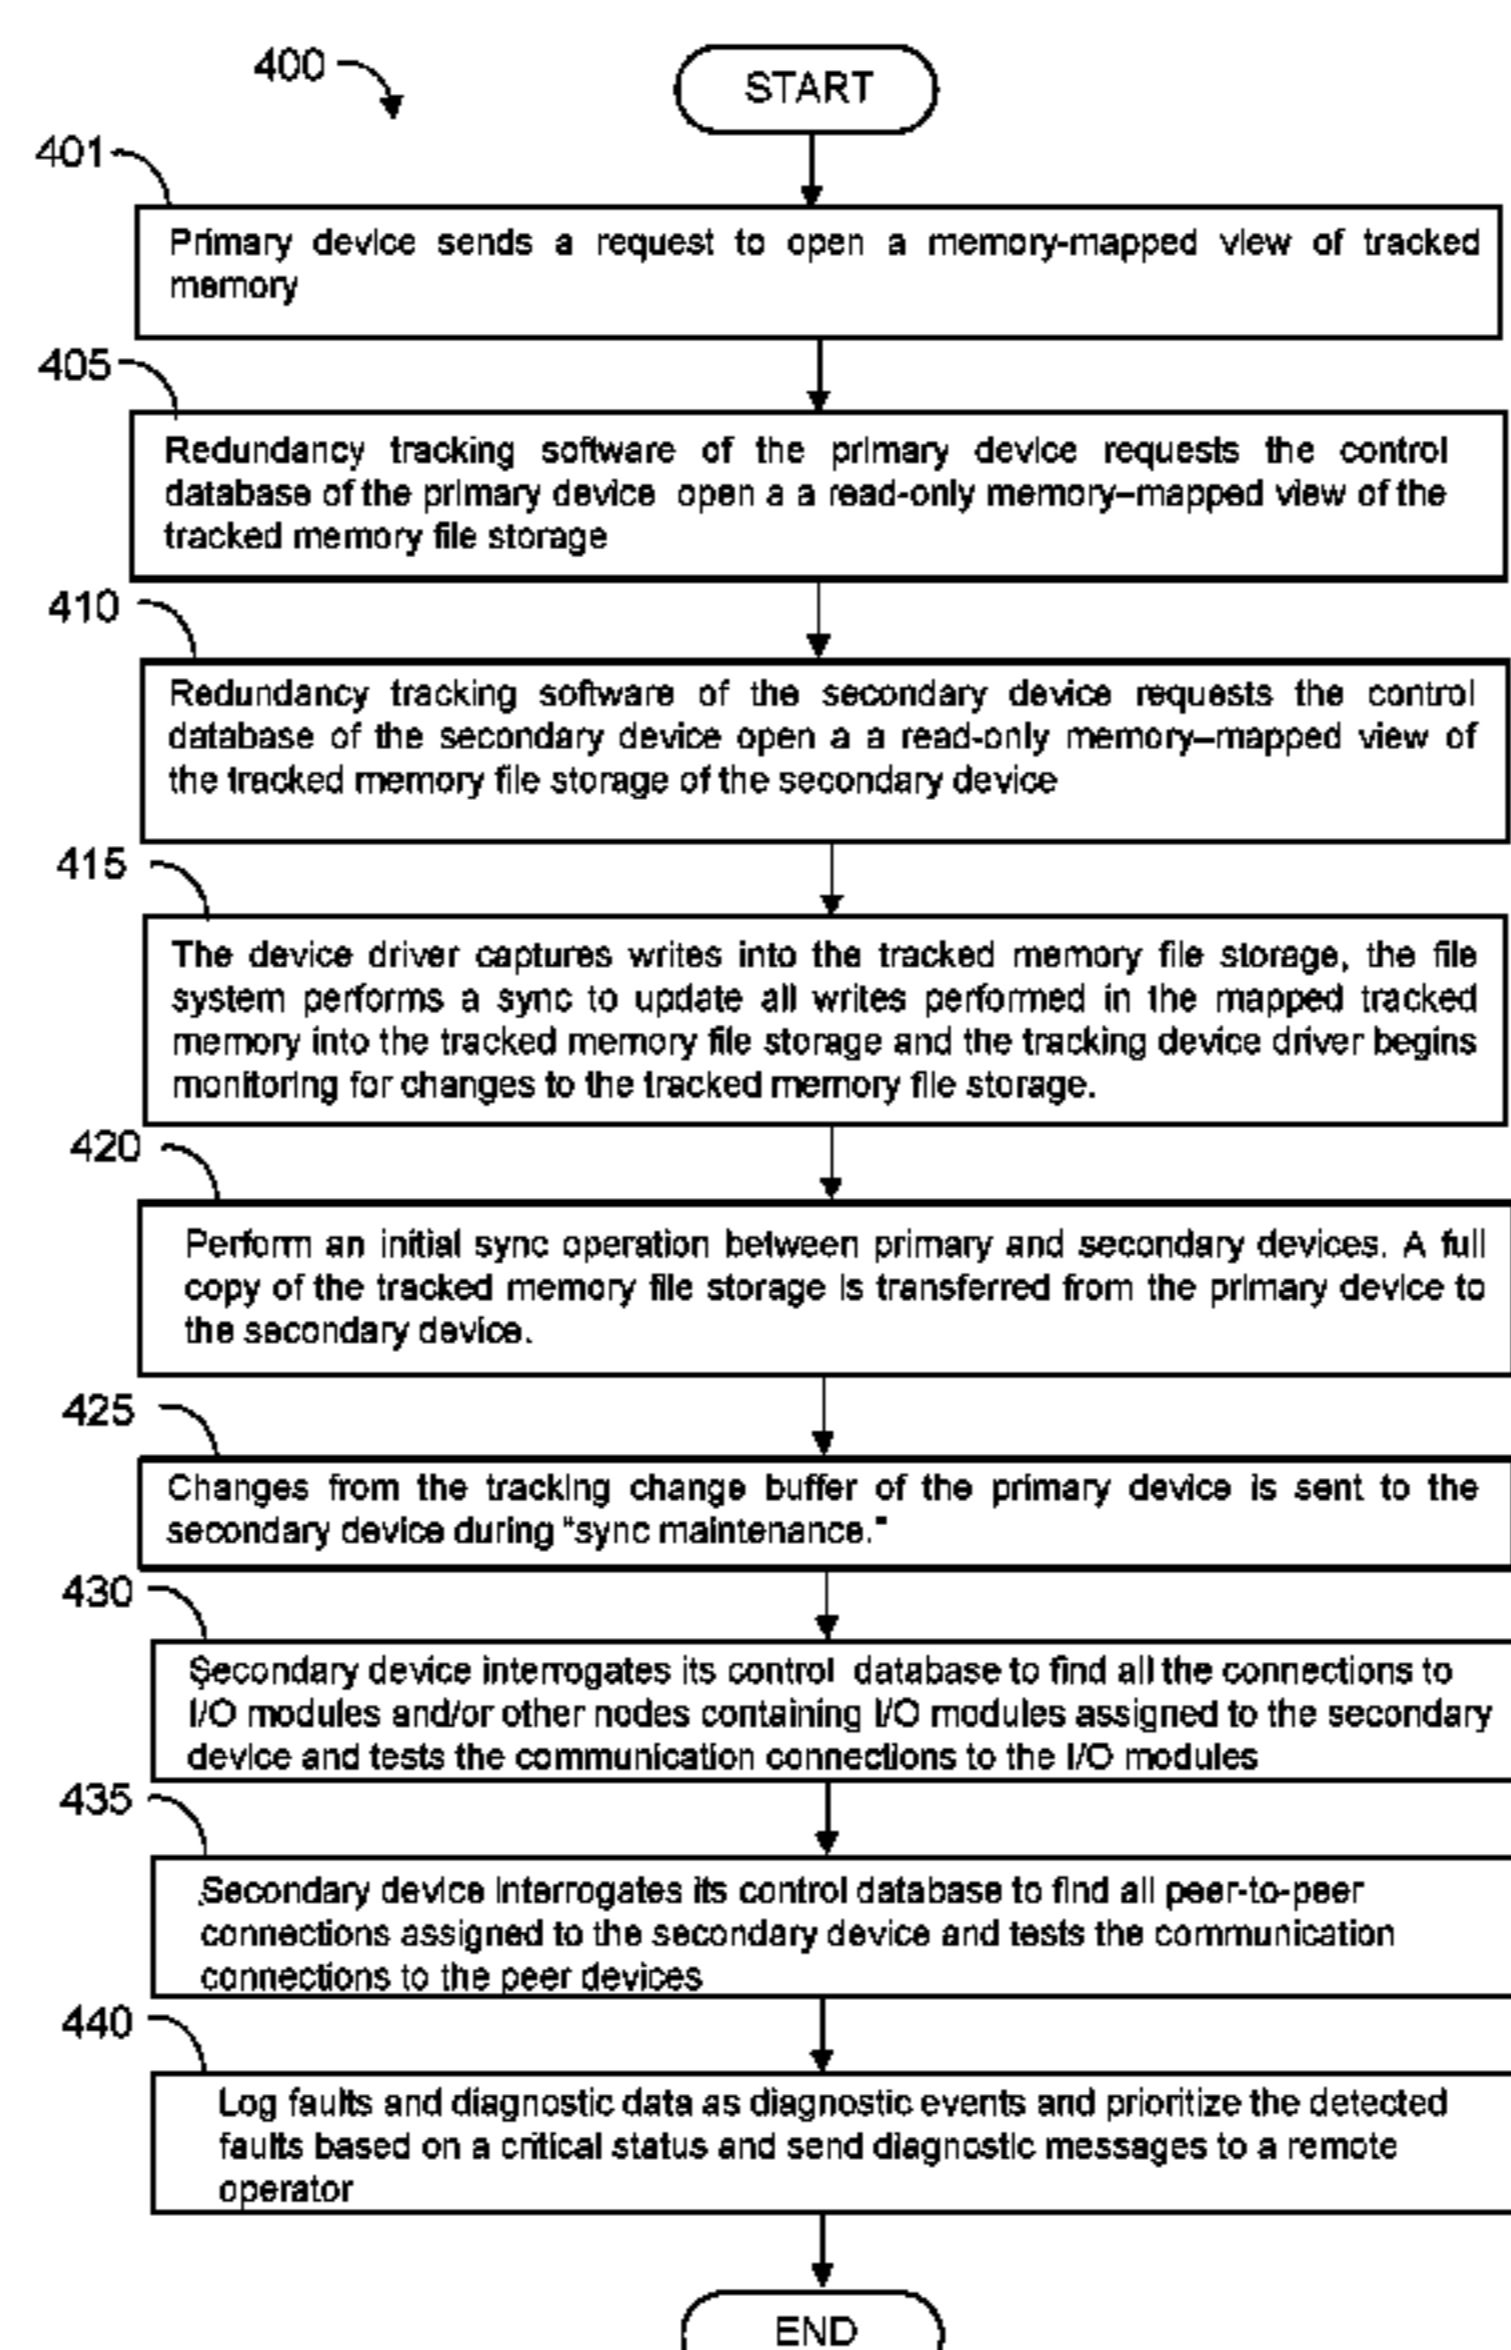 400
START
401
Primary device sends a request to open a memory-mapped view of tracked
memory
405
Redundancy tracking software of the primary device requests the control
database of the primary device open a a read-only memory–mapped view of the
tracked memory file storage
410
Redundancy tracking software of the secondary device requests the control
database of the secondary device open a a read-only memory–mapped view of
the tracked memory file storage of the secondary device
415
The device driver captures writes into the tracked memory file storage, the file
system performs a sync to update all writes performed in the mapped tracked
memory into the tracked memory file storage and the tracking device driver begins
monitoring for changes to the tracked memory file storage.
420
Perform an initial sync operation between primary and secondary devices. A full
copy of the tracked memory file storage is transferred from the primary device to
the secondary device.
425
Changes from the tracking change buffer of the primary device is sent to the
secondary device during "sync maintenance."
430
Secondary device interrogates its control database to find all the connections to
I/O modules and/or other nodes containing I/O modules assigned to the secondary
device and tests the communication connections to the I/O modules
435
Secondary device interrogates its control database to find all peer-to-peer
connections assigned to the secondary device and tests the communication
connections to the peer devices
440
Log faults and diagnostic data as diagnostic events and prioritize the detected
faults based on a critical status and send diagnostic messages to a remote
operator
END